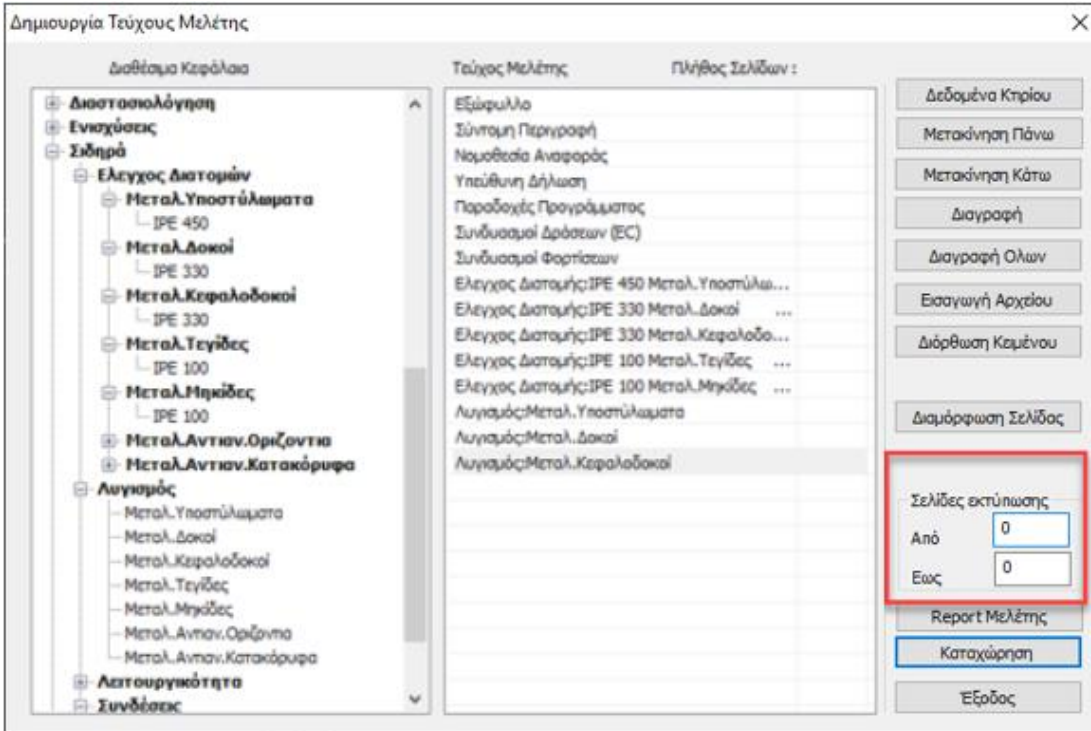 Δημιουργία Τεύχους Μελέτης
Διαθέσιμα Κεφάλαια
Διαστασιολόγηση
Ενισχύσεις
Σιδηρά
Ελεγχος Διατομών
Μεταλ.Υποστύλωματα
IPE 450
Μεταλ.Δοκοί
IPE 330
Μεταλ.Κεφαλοδοκοί
IPE 330
Μεταλ.Τεγίδες
IPE 100
Μεταλ.Μηκίδες
IPE 100
Μεταλ.Αντιαν.Οριζοντια
Μεταλ.Αντιαν.Κατακόρυφα
Λυγισμός
Μεταλ.Υποστύλωματα
Μεταλ.Δοκοί
Μεταλ.Κεφαλοδοκοί
Μεταλ.Τεγίδες
Μεταλ.Μηκίδες
Μεταλ.Αντιαν.Οριζοντια
Μεταλ.Αντιαν.Κατακόρυφα
Λειτουργικότητα
Συνδέσεις
Τεύχος Μελέτης Πλήθος Σελίδων :
Εξώφυλλο
Σύντομη Περιγραφή
Νομοθεσία Αναφοράς
Υπεύθυνη Δήλωση
Παραδοχές Προγράμματος
Συνδυασμοί Δράσεων (EC)
Συνδυασμοί Φορτίσεων
Ελεγχος Διατομής:IPE 450 Μεταλ.Υποστύλω...
Ελεγχος Διατομής:IPE 330 Μεταλ.Δοκοί ...
Ελεγχος Διατομής:IPE 330 Μεταλ.Κεφαλοδο...
Ελεγχος Διατομής:IPE 100 Μεταλ.Τεγίδες ...
Ελεγχος Διατομής:IPE 100 Μεταλ.Μηκίδες ...
Λυγισμός:Μεταλ.Υποστύλωματα
Λυγισμός:Μεταλ.Δοκοί
Λυγισμός:Μεταλ.Κεφαλοδοκοί
Δεδομένα Κτιρίου
Μετακίνηση Πάνω
Μετακίνηση Κάτω
Διαγραφή
Διαγραφή Ολων
Εισαγωγή Αρχείου
Διόρθωση Κειμένου
Διαμόρφωση Σελίδας
Σελίδες εκτύπωσης
Από 0
Εως 0
Report Μελέτης
Καταχώρηση
Έξοδος